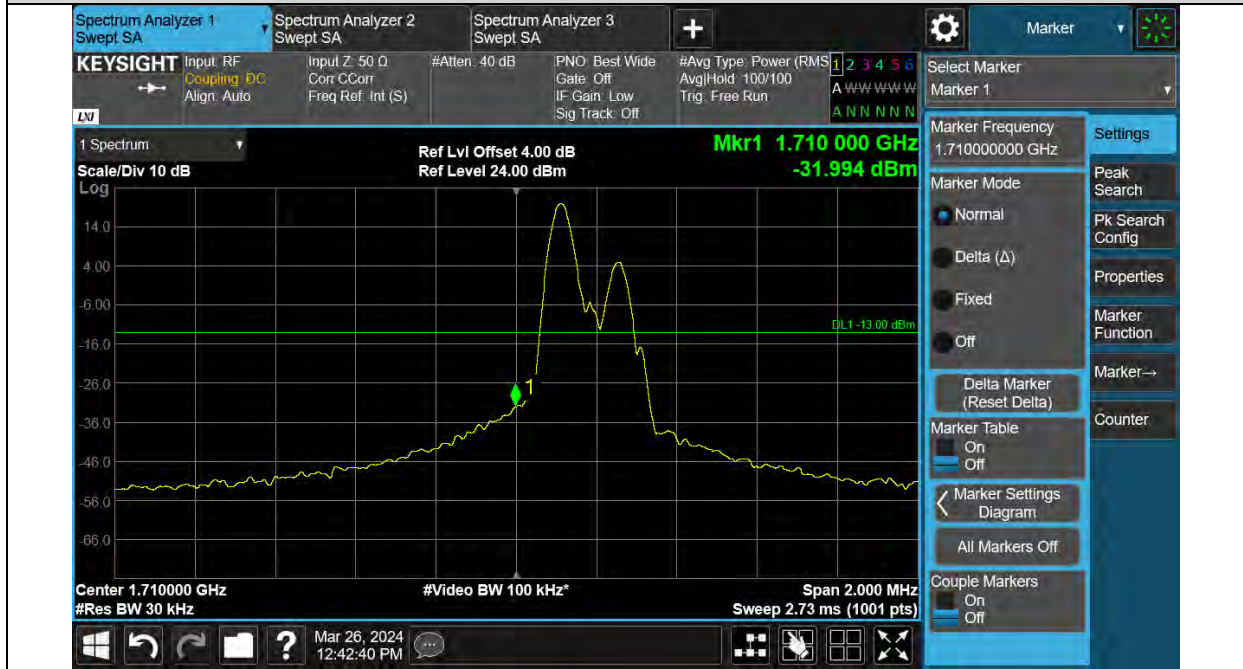 Spectrum Analyzer 1
Swept SA
Spectrum Analyzer 2
Swept SA
Spectrum Analyzer 3
Swept SA
Marker
KEYSIGHT
LXI
Input: RF
Coupling: DC
Align: Auto
Input Z: 50 Ω
Corr CCorr
Freq Ref: Int (S)
#Atten: 40 dB
PNO: Best Wide
Gate: Off
IF Gain: Low
Sig Track: Off
#Avg Type: Power (RMS
Avg|Hold: 100/100
Trig: Free Run
1 2 3 4 5 6
A W W W W W
A N N N N N
Select Marker
Marker 1
1 Spectrum
Scale/Div 10 dB
Ref Lvl Offset 4.00 dB
Ref Level 24.00 dBm
Mkr1 1.710 000 GHz
-31.994 dBm
Log
14.0
4.00
-6.00
-16.0
-26.0
-36.0
-46.0
-56.0
-66.0
DL1 -13.00 dBm
1
Center 1.710000 GHz
#Res BW 30 kHz
#Video BW 100 kHz*
Span 2.000 MHz
Sweep 2.73 ms (1001 pts)
Marker Frequency
1.710000000 GHz
Marker Mode
Normal
Delta (Δ)
Fixed
Off
Delta Marker
(Reset Delta)
Marker Table
On
Off
Marker Settings
Diagram
All Markers Off
Couple Markers
On
Off
Settings
Peak
Search
Pk Search
Config
Properties
Marker
Function
Marker→
Counter
?
Mar 26, 2024
12:42:40 PM